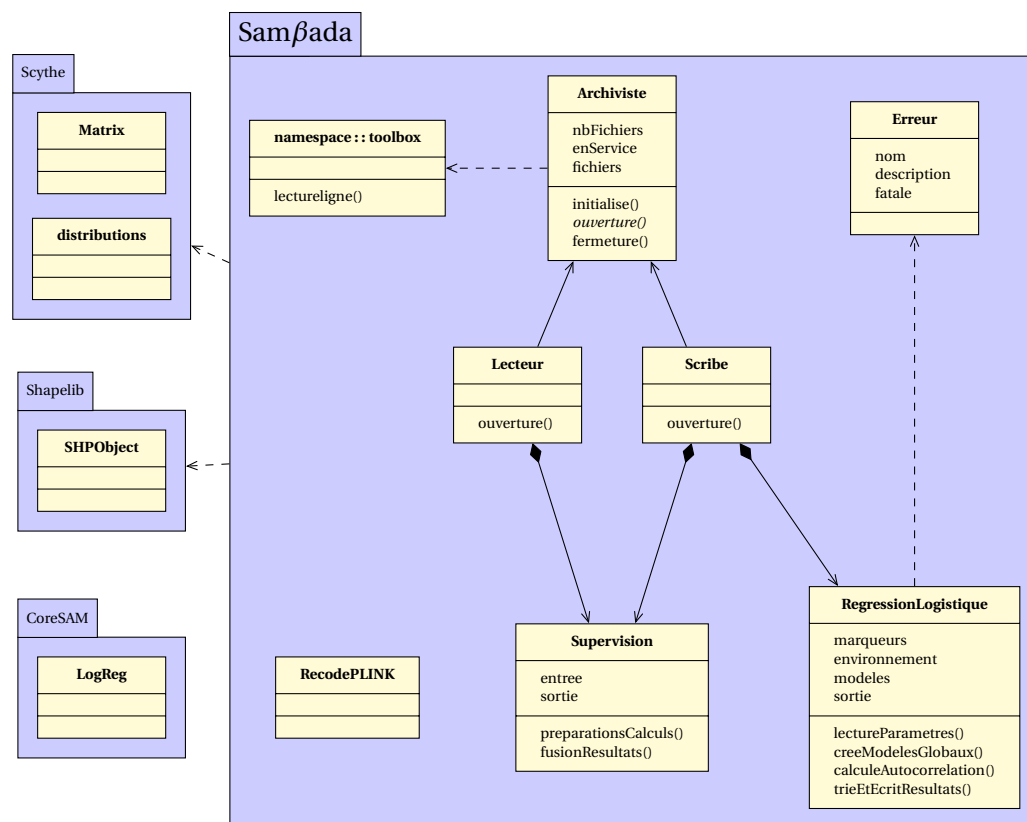 Samβada
Scythe
Matrix
distributions
Shapelib
SHPObject
CoreSAM
LogReg
namespace : : toolbox
lectureligne()
Archiviste
nbFichiers
enService
fichiers
initialise()
ouverture()
fermeture()
Erreur
nom
description
fatale
Lecteur
ouverture()
Scribe
ouverture()
RecodePLINK
Supervision
entree
sortie
preparationsCalculs()
fusionResultats()
RegressionLogistique
marqueurs
environnement
modeles
sortie
lectureParametres()
creeModelesGlobaux()
calculeAutocorrelation()
trieEtEcritResultats()